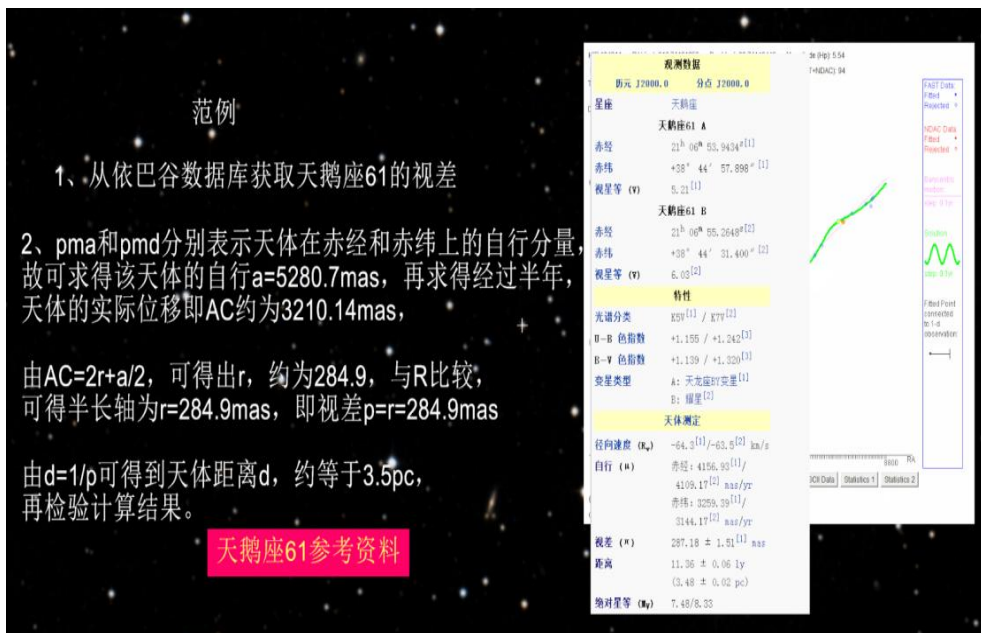 范例
1、从依巴谷数据库获取天鹅座61的视差
2、pma和pmd分别表示天体在赤经和赤纬上的自行分量,
故可求得该天体的自行a=5280.7mas，再求得经过半年，
天体的实际位移即AC约为3210.14mas，
由AC=2r+a/2，可得出r，约为284.9，与R比较，
可得半长轴为r=284.9mas，即视差p=r=284.9mas
由d=1/p可得到天体距离d，约等于3.5pc，
再检验计算结果。
天鹅座61参考资料
观测数据
历元 J2000.0 分点 J2000.0
星座 天鹅座
天鹅座61 A
赤经 21h 06m 53.9434s[1]
赤纬 +38° 44′ 57.898″ [1]
视星等 (V) 5.21[1]
天鹅座61 B
赤经 21h 06m 55.2648s[2]
赤纬 +38° 44′ 31.400″ [2]
视星等 (V) 6.03[2]
特性
光谱分类 K5V[1] / K7V[2]
U-B 色指数 +1.155 / +1.242[3]
B-V 色指数 +1.139 / +1.320[3]
变星类型 A: 天龙座BY变星[1]
B: 耀星[2]
天体测定
径向速度 (Rv) -64.3[1]/-63.5[2] km/s
自行 (μ) 赤经: 4156.93[1]/
4109.17[2] mas/yr
赤纬: 3259.39[1]/
3144.17[2] mas/yr
视差 (π) 287.18 ± 1.51[1] mas
距离 11.36 ± 0.06 ly
(3.48 ± 0.02 pc)
绝对星等 (Mv) 7.48/8.33
(Hp): 5.54
+NDAC): 94
FAST Data:
Fitted
Rejected
NDAC Data:
Fitted
Rejected
Barycentric
motion
Solution
Fitted Point
connected
to 1-d
observation:
RA
Data
Statistics 1
Statistics 2